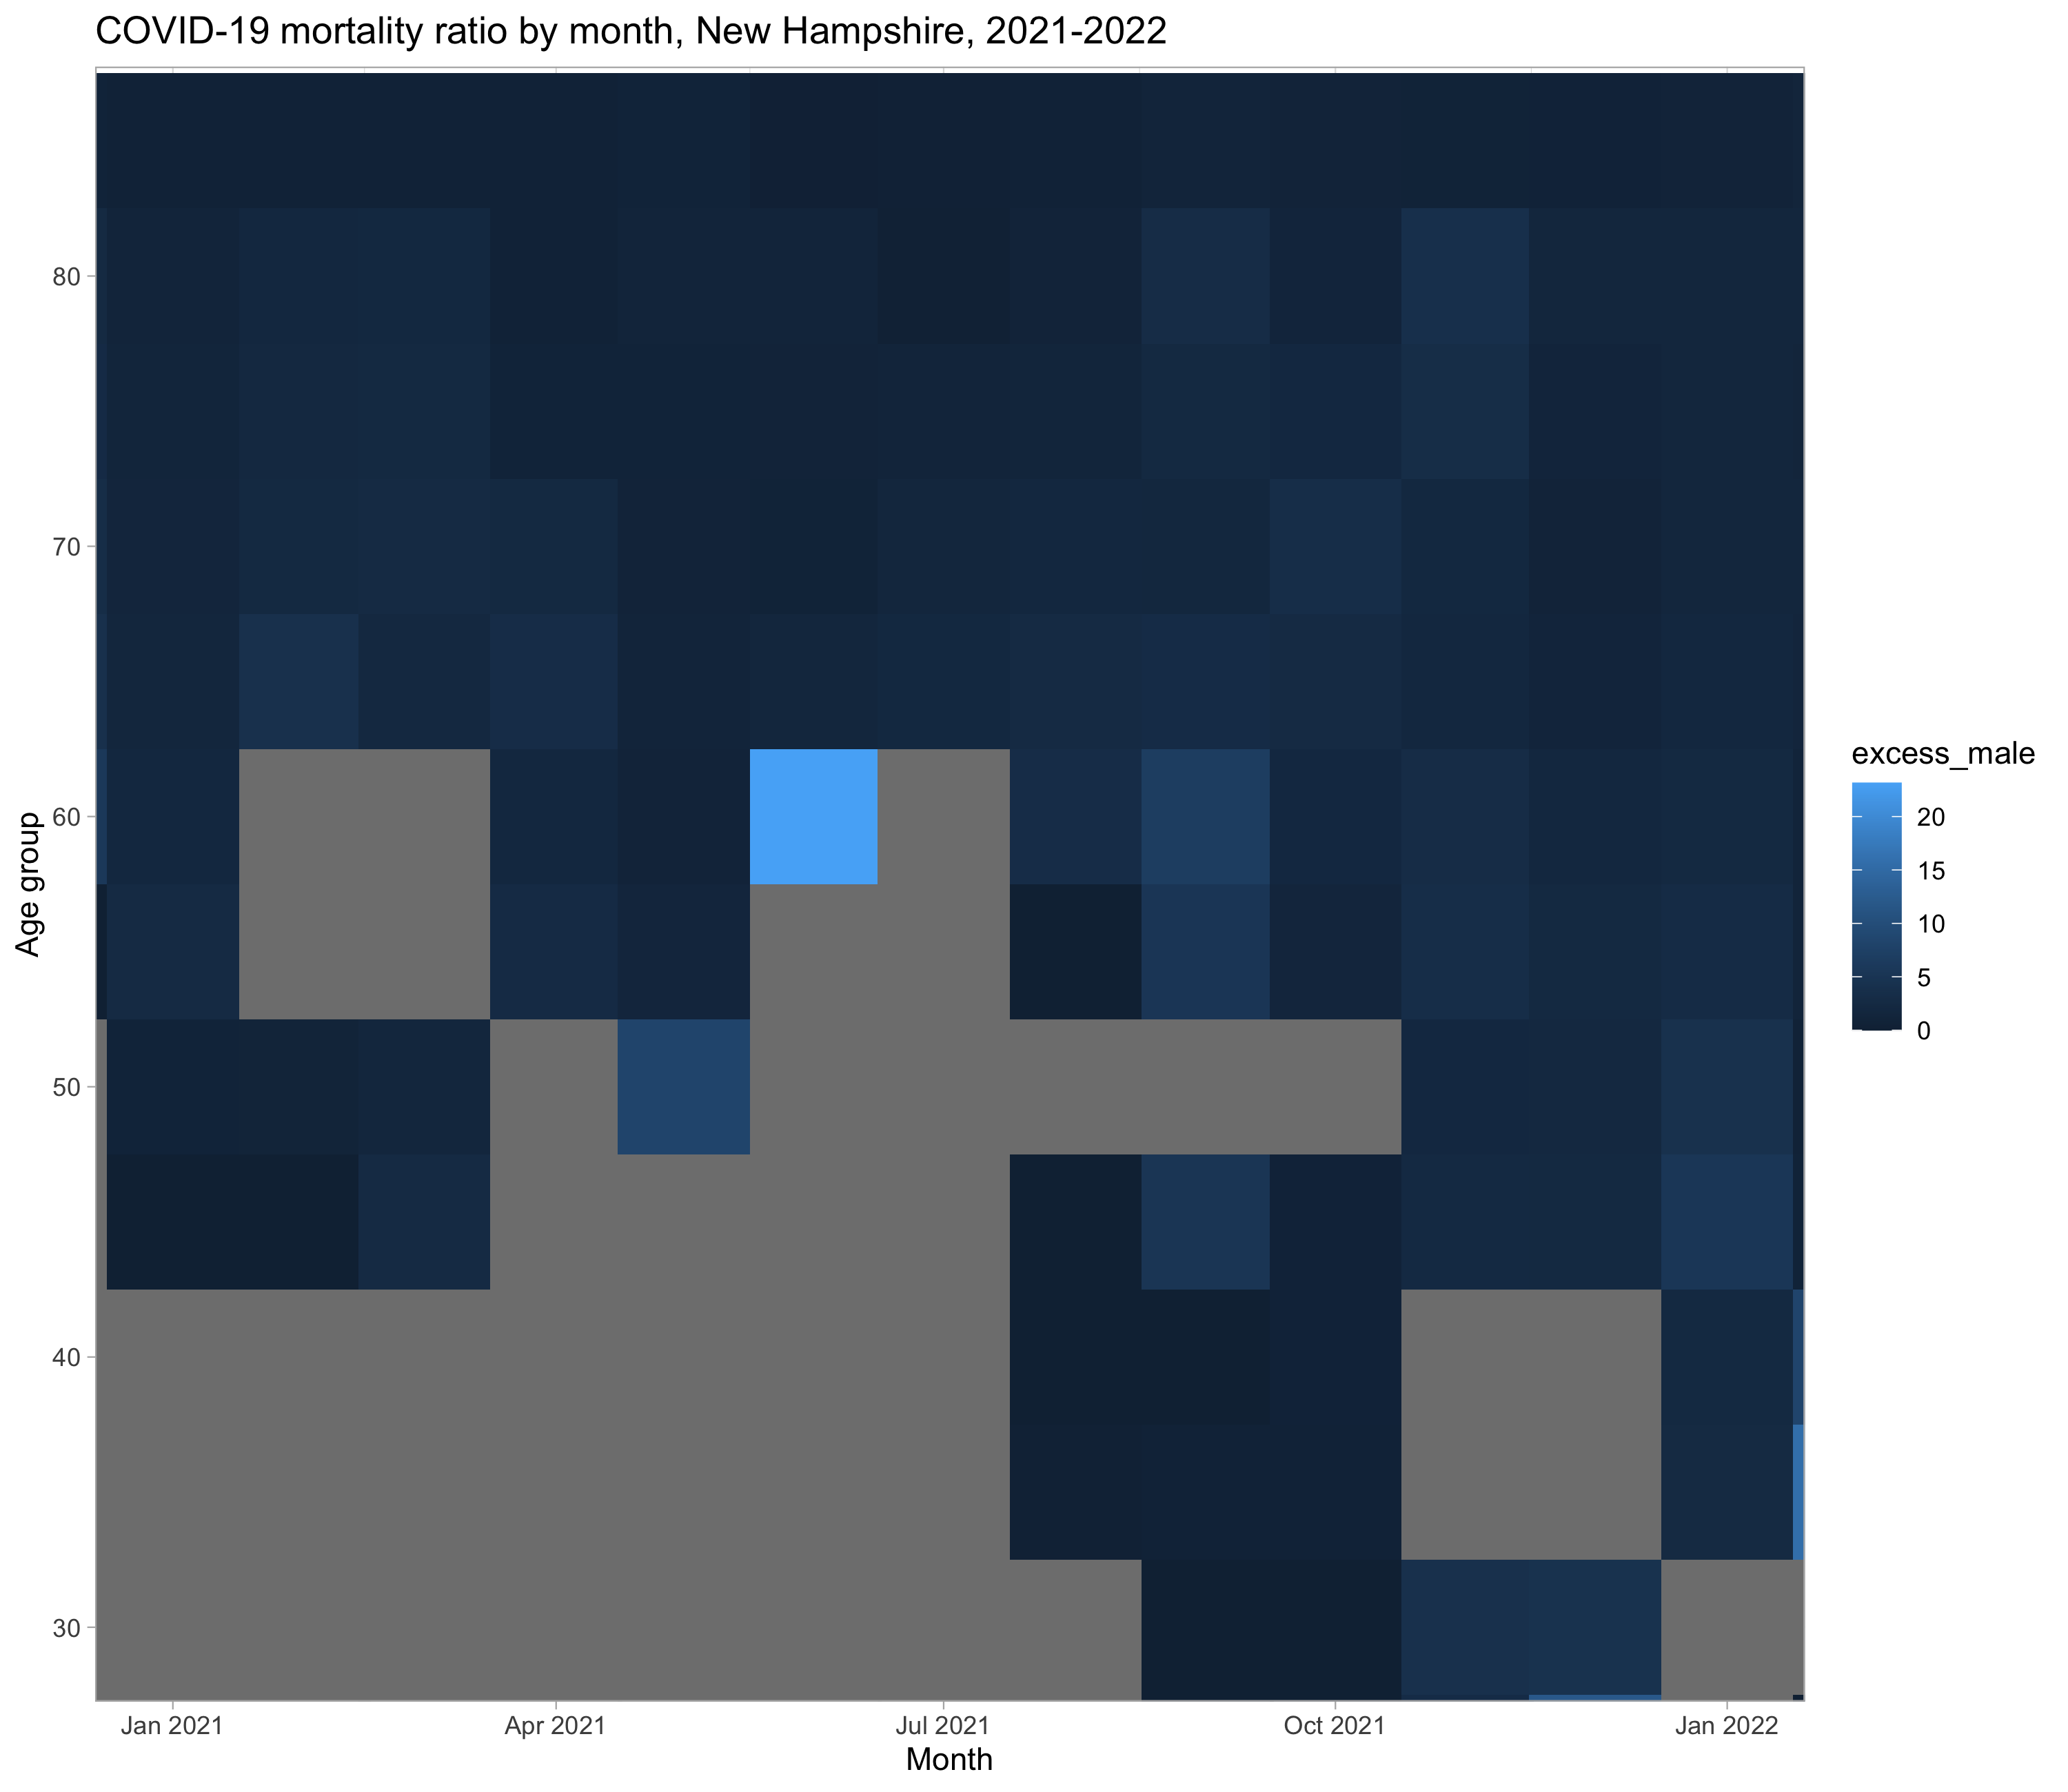 COVID-19 mortality ratio by month, New Hampshire, 2021-2022
Age group
80
70
60
50
40
30
Jan 2021
Apr 2021
Jul 2021
Oct 2021
Jan 2022
Month
excess_male
20
15
10
5
0